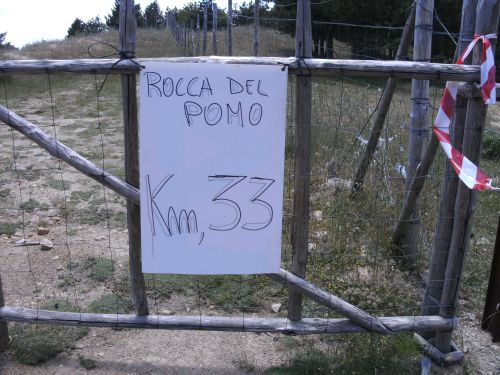 ROCCA DEL
POMO
Km, 33